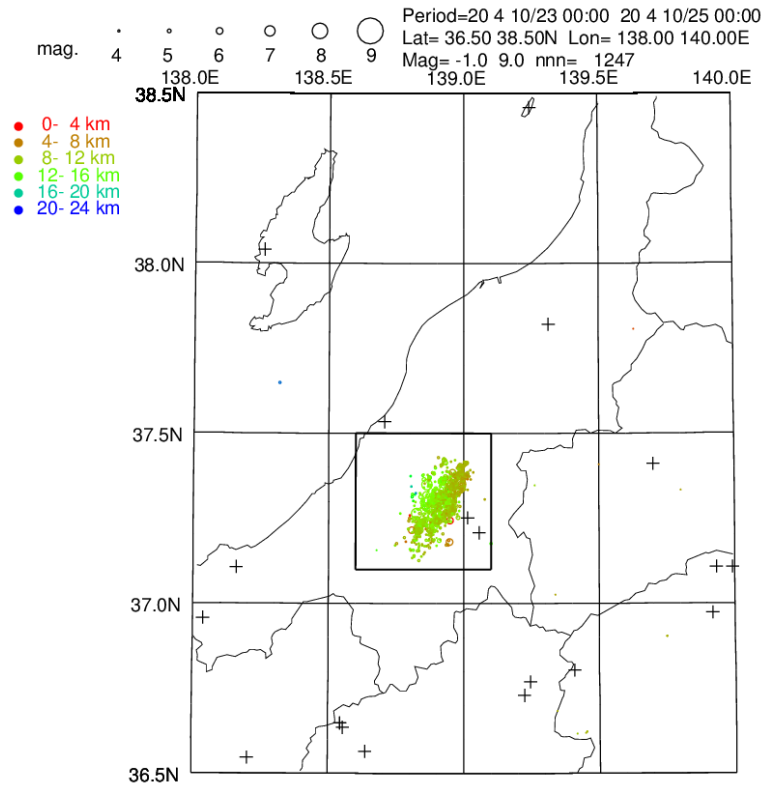 Period=20 4 10/23 00:00 20 4 10/25 00:00
mag. 4 5 6 7 8 9
Lat= 36.50 38.50N Lon= 138.00 140.00E
Mag= -1.0 9.0 nnn= 1247
138.0E 138.5E 139.0E 139.5E 140.0E
38.5N
0- 4 km
4- 8 km
8- 12 km
12- 16 km
16- 20 km
20- 24 km
38.0N
37.5N
37.0N
36.5N